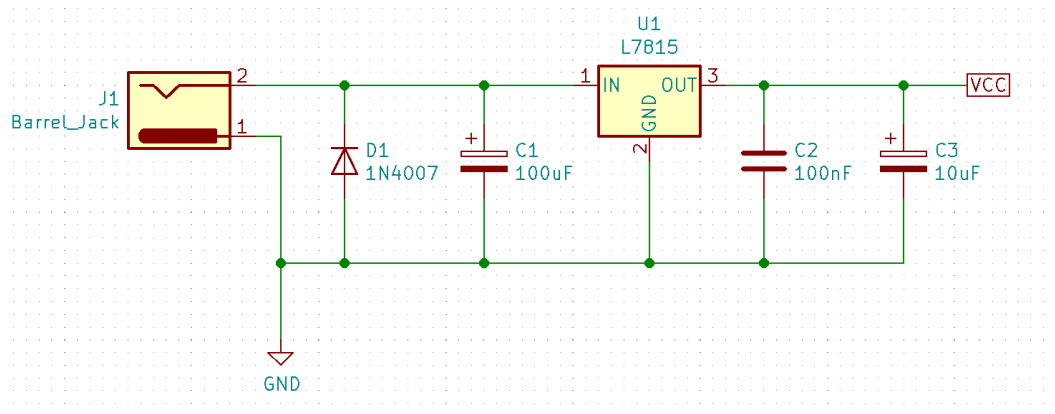 U1
L7815
J1
Barrel_Jack
2
1
1
IN
OUT
3
GND
2
VCC
D1
1N4007
+
C1
100uF
C2
100nF
+
C3
10uF
GND